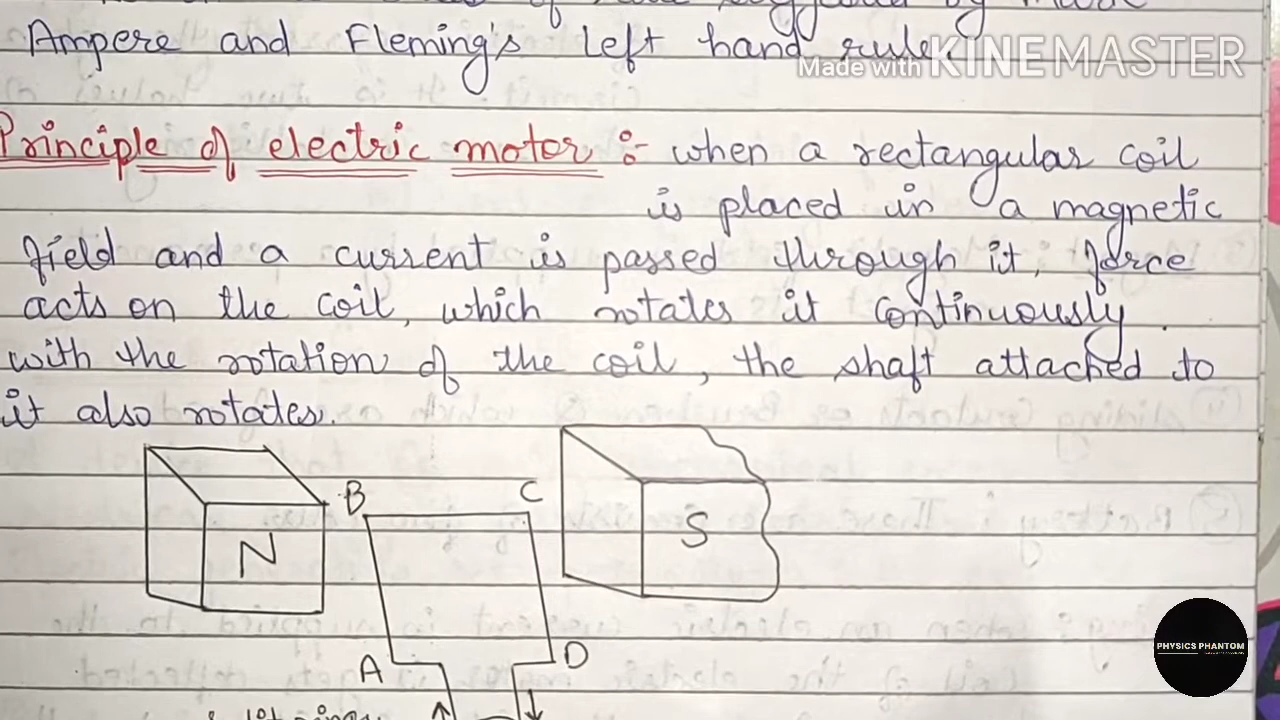 by
Ampere and Fleming's left hand rule
Made with KINEMASTER
Principle of electric motor :- when a rectangular coil
is placed in a magnetic
field and a current is passed through it, force
acts on the coil, which rotates it continuously.
with the rotation of the coil, the shaft attached to
it also rotates.
B C
N S
A D
PHYSICS PHANTOM